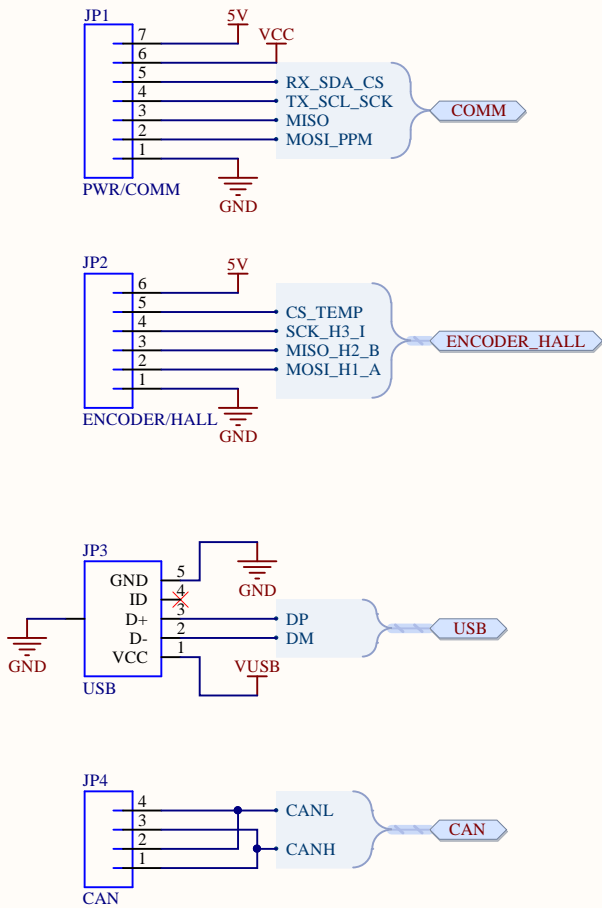 JP1
5V
VCC
7
6
5
4
3
2
1
RX_SDA_CS
TX_SCL_SCK
MISO
MOSI_PPM
COMM
PWR/COMM
GND
JP2
5V
6
5
4
3
2
1
CS_TEMP
SCK_H3_I
MISO_H2_B
MOSI_H1_A
ENCODER_HALL
ENCODER/HALL
GND
JP3
GND 5
ID 4
D+ 3
D- 2
VCC 1
GND
GND
DP
DM
USB
VUSB
USB
JP4
4
3
2
1
CANL
CANH
CAN
CAN